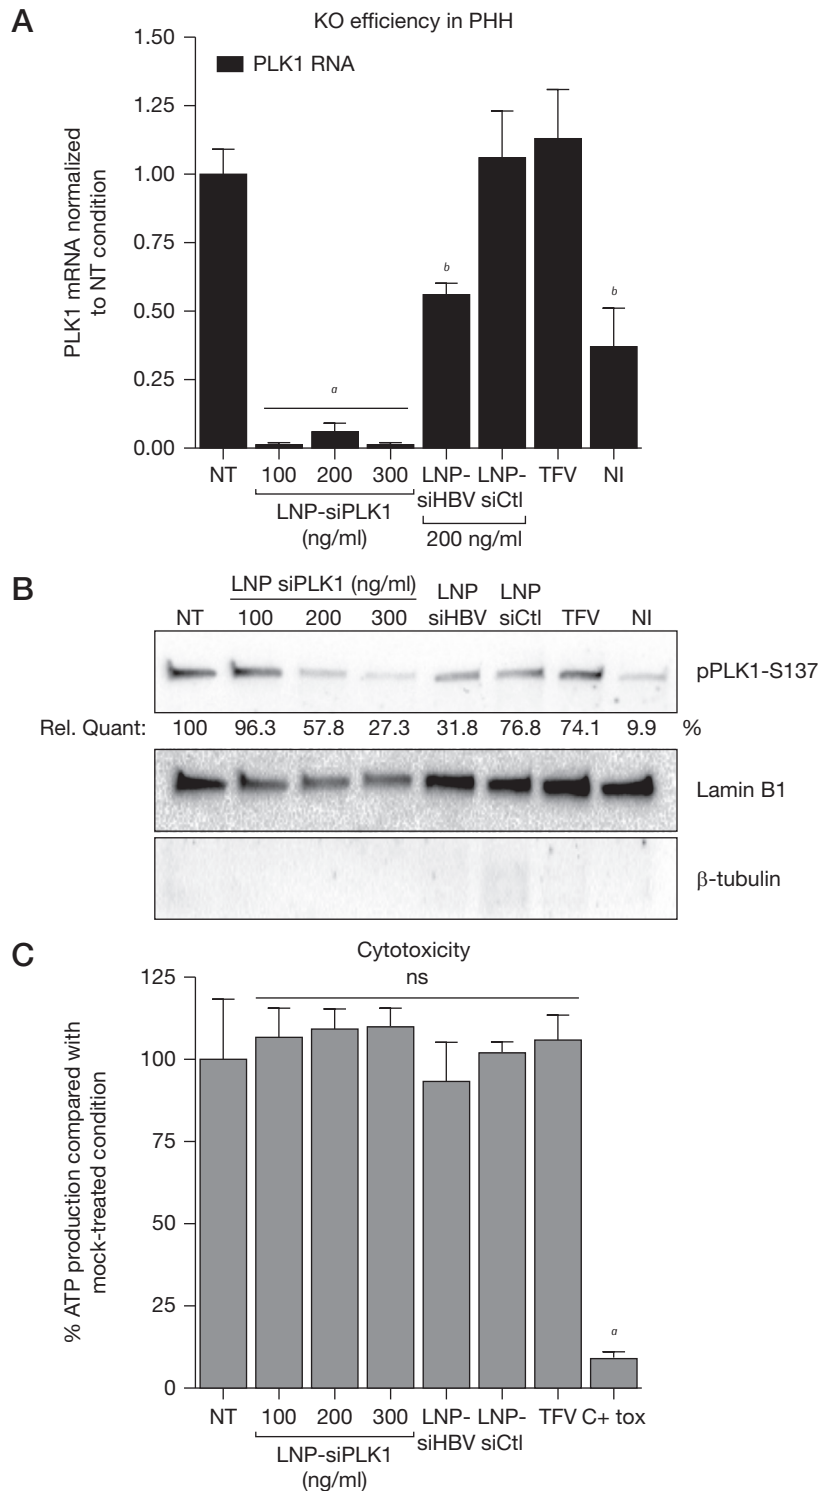 A
KO efficiency in PHH
PLK1 mRNA normalized
to NT condition
1.50
1.25
1.00
0.75
0.50
0.25
0.00
PLK1 RNA
a
b
b
NT 100 200 300 LNP- LNP- TFV NI
siHBV siCtl
LNP-siPLK1
(ng/ml)
200 ng/ml
B
LNP siPLK1 (ng/ml) LNP LNP
NT 100 200 300 siHBV siCtl TFV NI
pPLK1-S137
Rel. Quant: 100 96.3 57.8 27.3 31.8 76.8 74.1 9.9 %
Lamin B1
β-tubulin
C
Cytotoxicity
ns
% ATP production compared with
mock-treated condition
125
100
75
50
25
0
a
NT 100 200 300 LNP- LNP- TFV C+ tox
siHBV siCtl
LNP-siPLK1
(ng/ml)